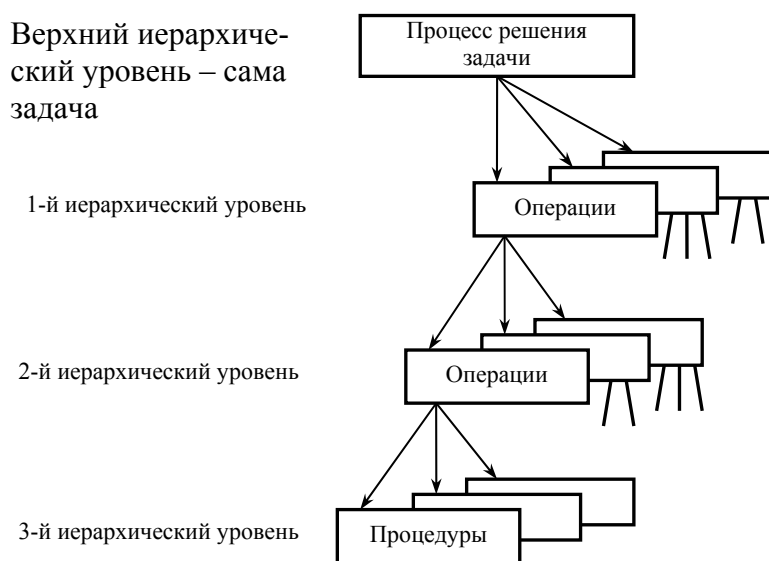 Верхний иерархиче-
ский уровень – сама
задача
Процесс решения
задачи
1-й иерархический уровень
Операции
2-й иерархический уровень
Операции
3-й иерархический уровень
Процедуры